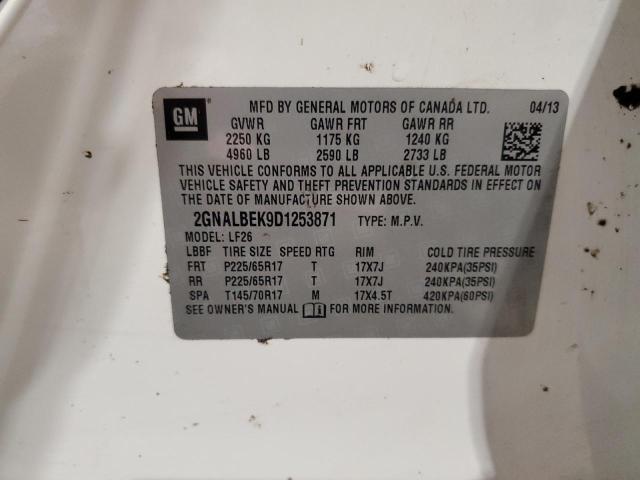 GM
MFD BY GENERAL MOTORS OF CANADA LTD. 04/13
GVWR GAWR FRT GAWR RR
2250 KG 1175 KG 1240 KG
4960 LB 2590 LB 2733 LB
THIS VEHICLE CONFORMS TO ALL APPLICABLE U.S. FEDERAL MOTOR
VEHICLE SAFETY AND THEFT PREVENTION STANDARDS IN EFFECT ON
THE DATE OF MANUFACTURE SHOWN ABOVE.
2GNALBEK9D1253871 TYPE: M.P.V.
MODEL: LF26
LBBF TIRE SIZE SPEED RTG RIM COLD TIRE PRESSURE
FRT P225/65R17 T 17X7J 240KPA(35PSI)
RR P225/65R17 T 17X7J 240KPA(35PSI)
SPA T145/70R17 M 17X4.5T 420KPA(60PSI)
SEE OWNER'S MANUAL FOR MORE INFORMATION.